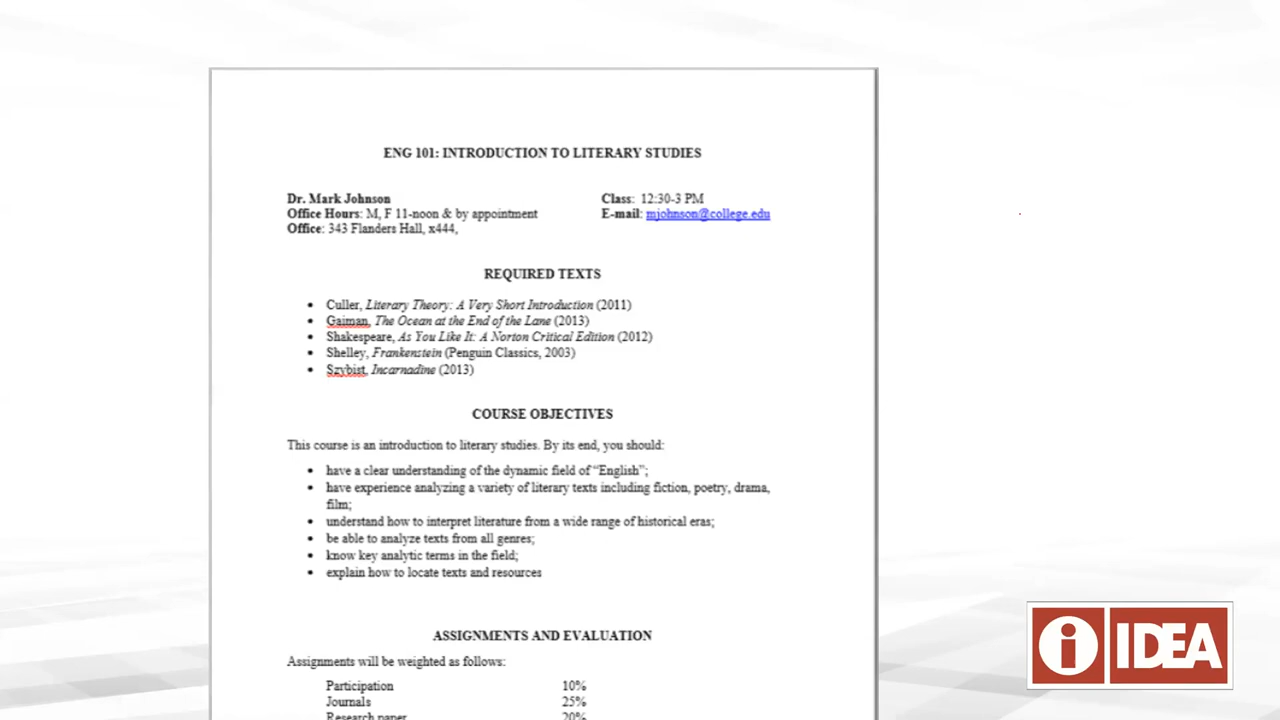 ENG 101: INTRODUCTION TO LITERARY STUDIES
Dr. Mark Johnson
Class: 12:30-3 PM
Office Hours: M, F 11-noon & by appointment
E-mail: mjohnson@college.edu
Office: 343 Flanders Hall, x444,
REQUIRED TEXTS
• Culler, Literary Theory: A Very Short Introduction (2011)
• Gaiman, The Ocean at the End of the Lane (2013)
• Shakespeare, As You Like It: A Norton Critical Edition (2012)
• Shelley, Frankenstein (Penguin Classics, 2003)
• Szybist, Incarnadine (2013)
COURSE OBJECTIVES
This course is an introduction to literary studies. By its end, you should:
• have a clear understanding of the dynamic field of “English”;
• have experience analyzing a variety of literary texts including fiction, poetry, drama,
film;
• understand how to interpret literature from a wide range of historical eras;
• be able to analyze texts from all genres;
• know key analytic terms in the field;
• explain how to locate texts and resources
ASSIGNMENTS AND EVALUATION
Assignments will be weighted as follows:
Participation 10%
Journals 25%
Research paper 20%
i IDEA